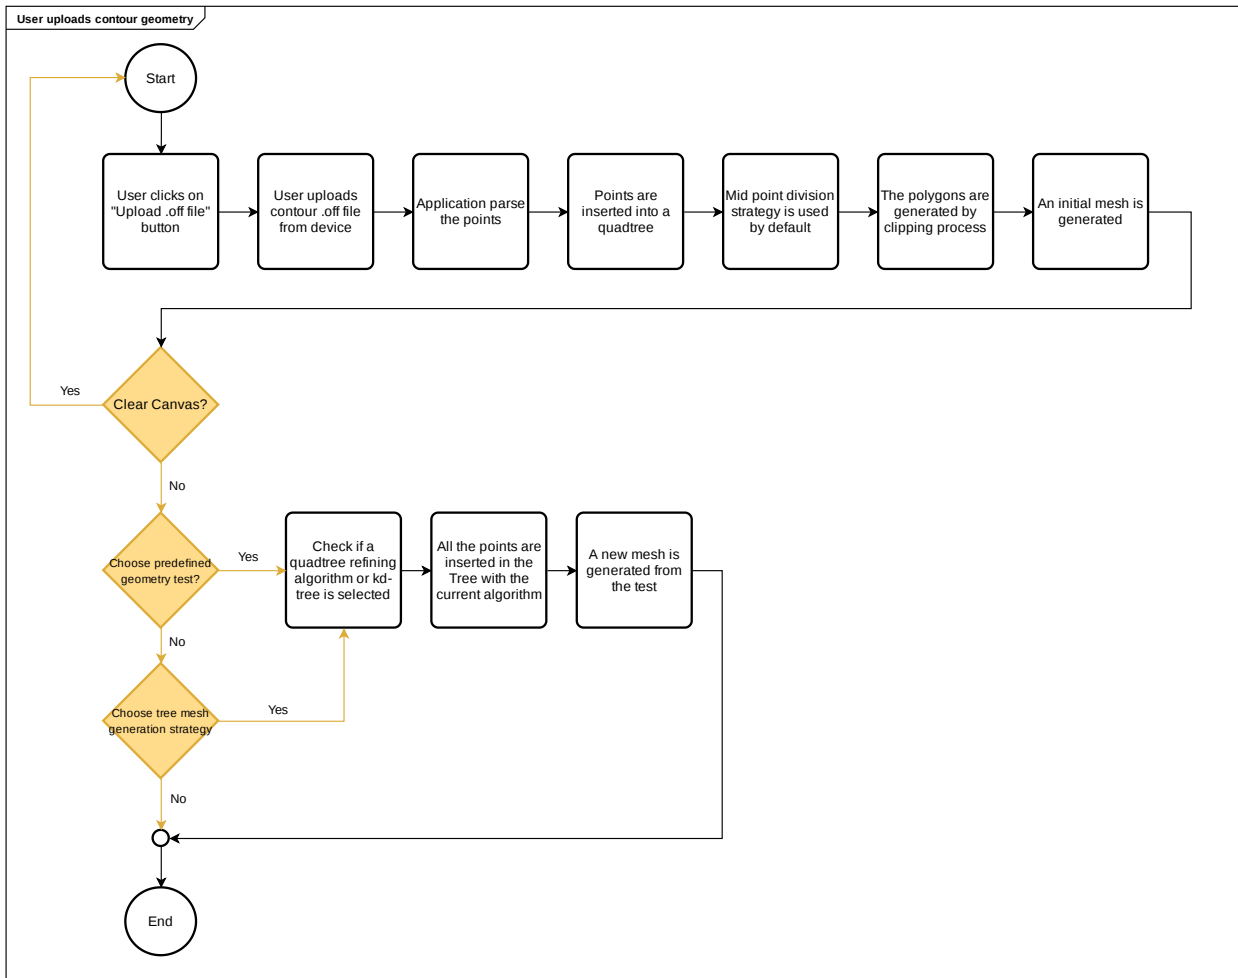 User uploads contour geometry
Start
User clicks on
"Upload .off file"
button
User uploads
contour .off file
from device
Application parse
the points
Points are
inserted into a
quadtree
Mid point division
strategy is used
by default
The polygons are
generated by
clipping process
An initial mesh is
generated
Yes
Clear Canvas?
No
Choose predefined
geometry test?
Yes
Check if a
quadtree refining
algorithm or kd-
tree is selected
All the points are
inserted in the
Tree with the
current algorithm
A new mesh is
generated from
the test
No
Choose tree mesh
generation strategy
Yes
No
End